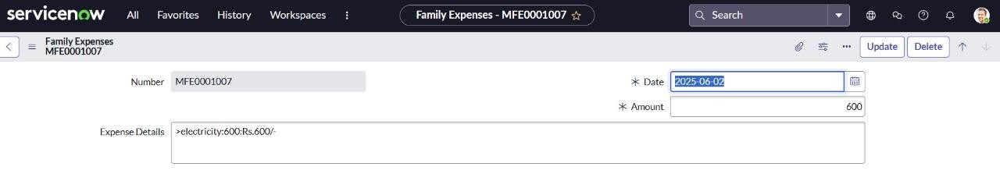 servicenow All Favorites History Workspaces Family Expenses - MFE0001007 Search
Family Expenses
MFE0001007
Update Delete
Number MFE0001007 * Date 2025-06-02
* Amount 600
Expense Details >electricity:600:Rs.600/-